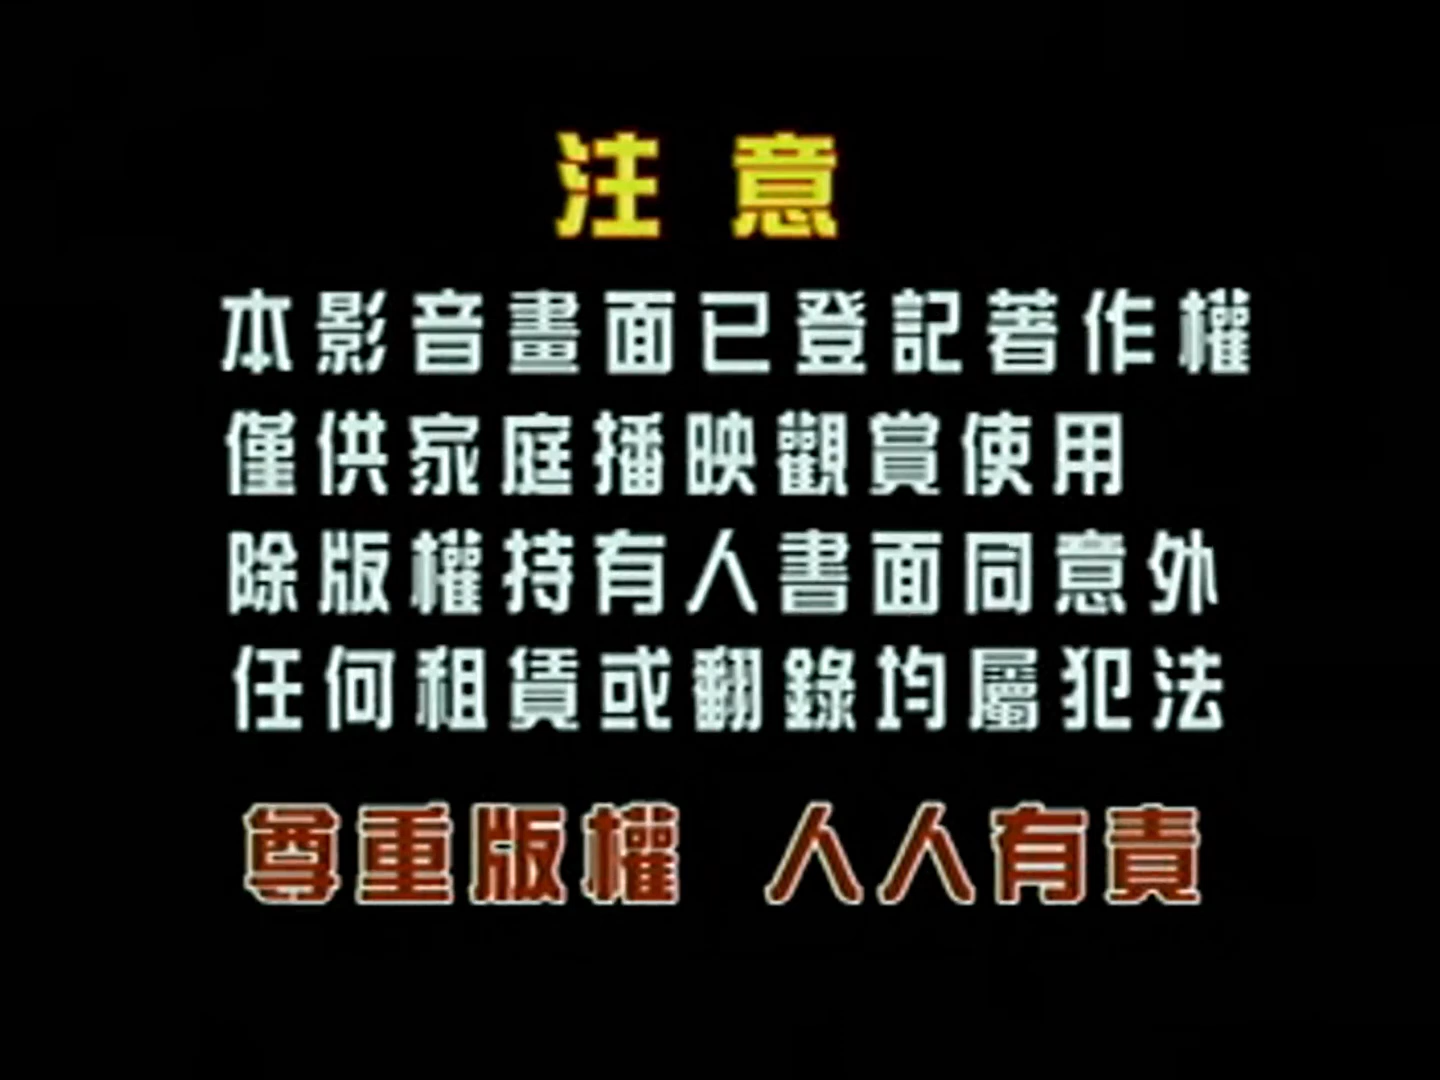 注意
本影音畫面已登記著作權
僅供家庭播映觀賞使用
除版權持有人書面同意外
任何租賃或翻錄均屬犯法
尊重版權 人人有責